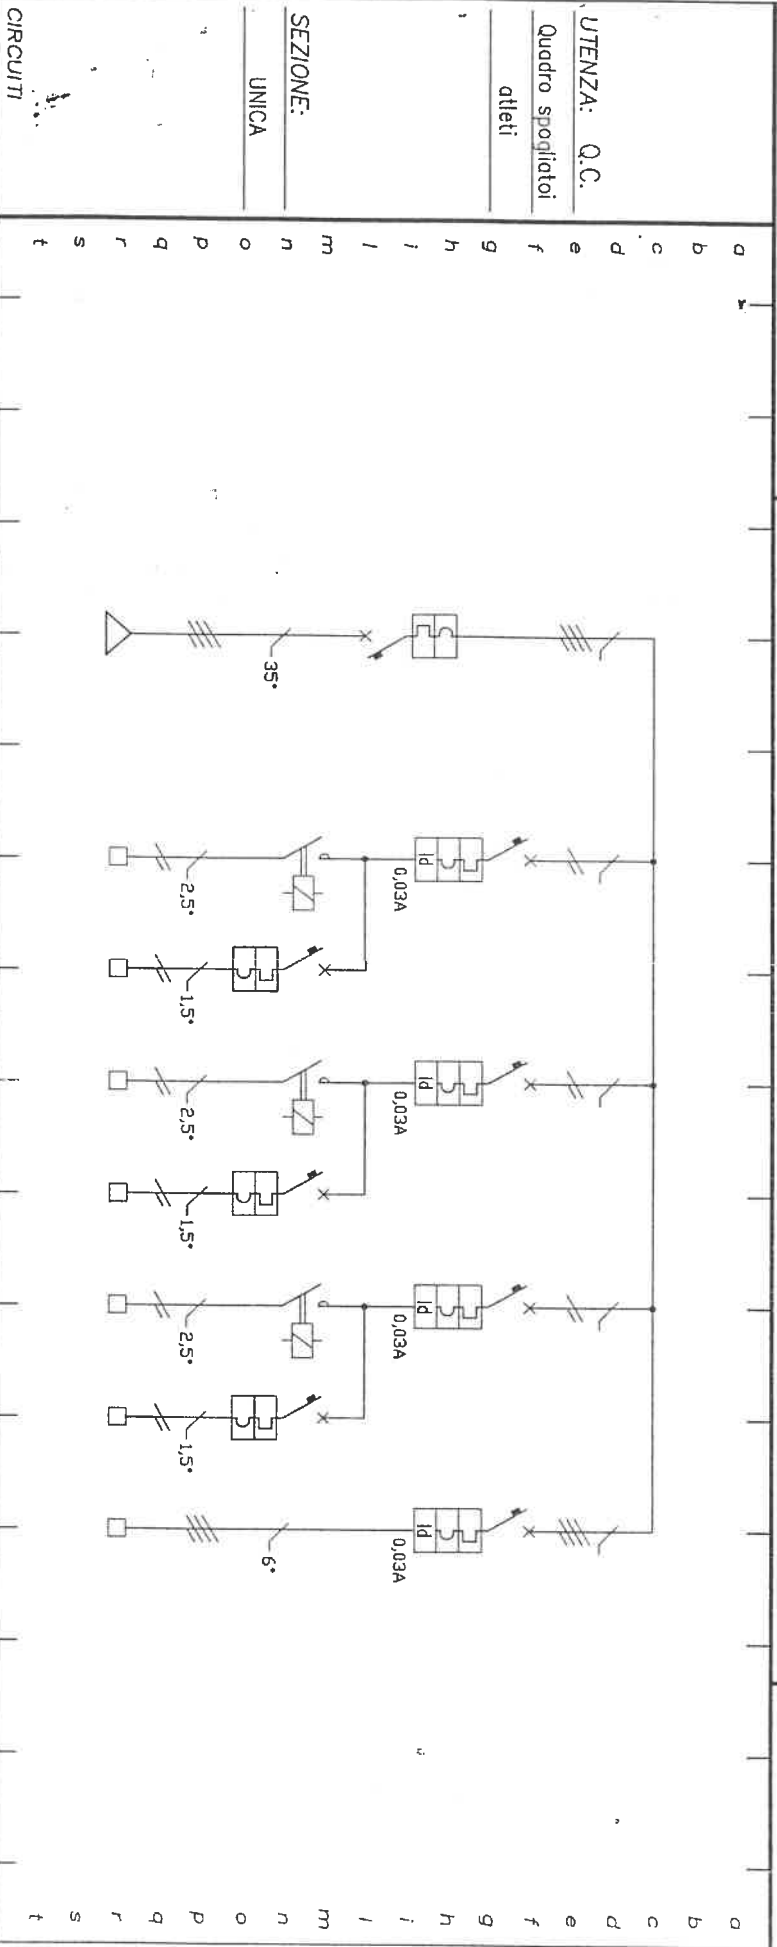 UTENZA: Q.C.
Quadro spogliatoi
atleti
SEZIONE:
UNICA
CIRCUITI
a
b
c
d
e
f
g
h
i
l
m
n
o
p
q
r
s
t
35°
0,03A
0,03A
0,03A
0,03A
Id
Id
Id
Id
2,5°
1,5°
2,5°
1,5°
2,5°
1,5°
6°
a
b
c
d
e
f
g
h
i
l
m
n
o
p
q
r
s
t